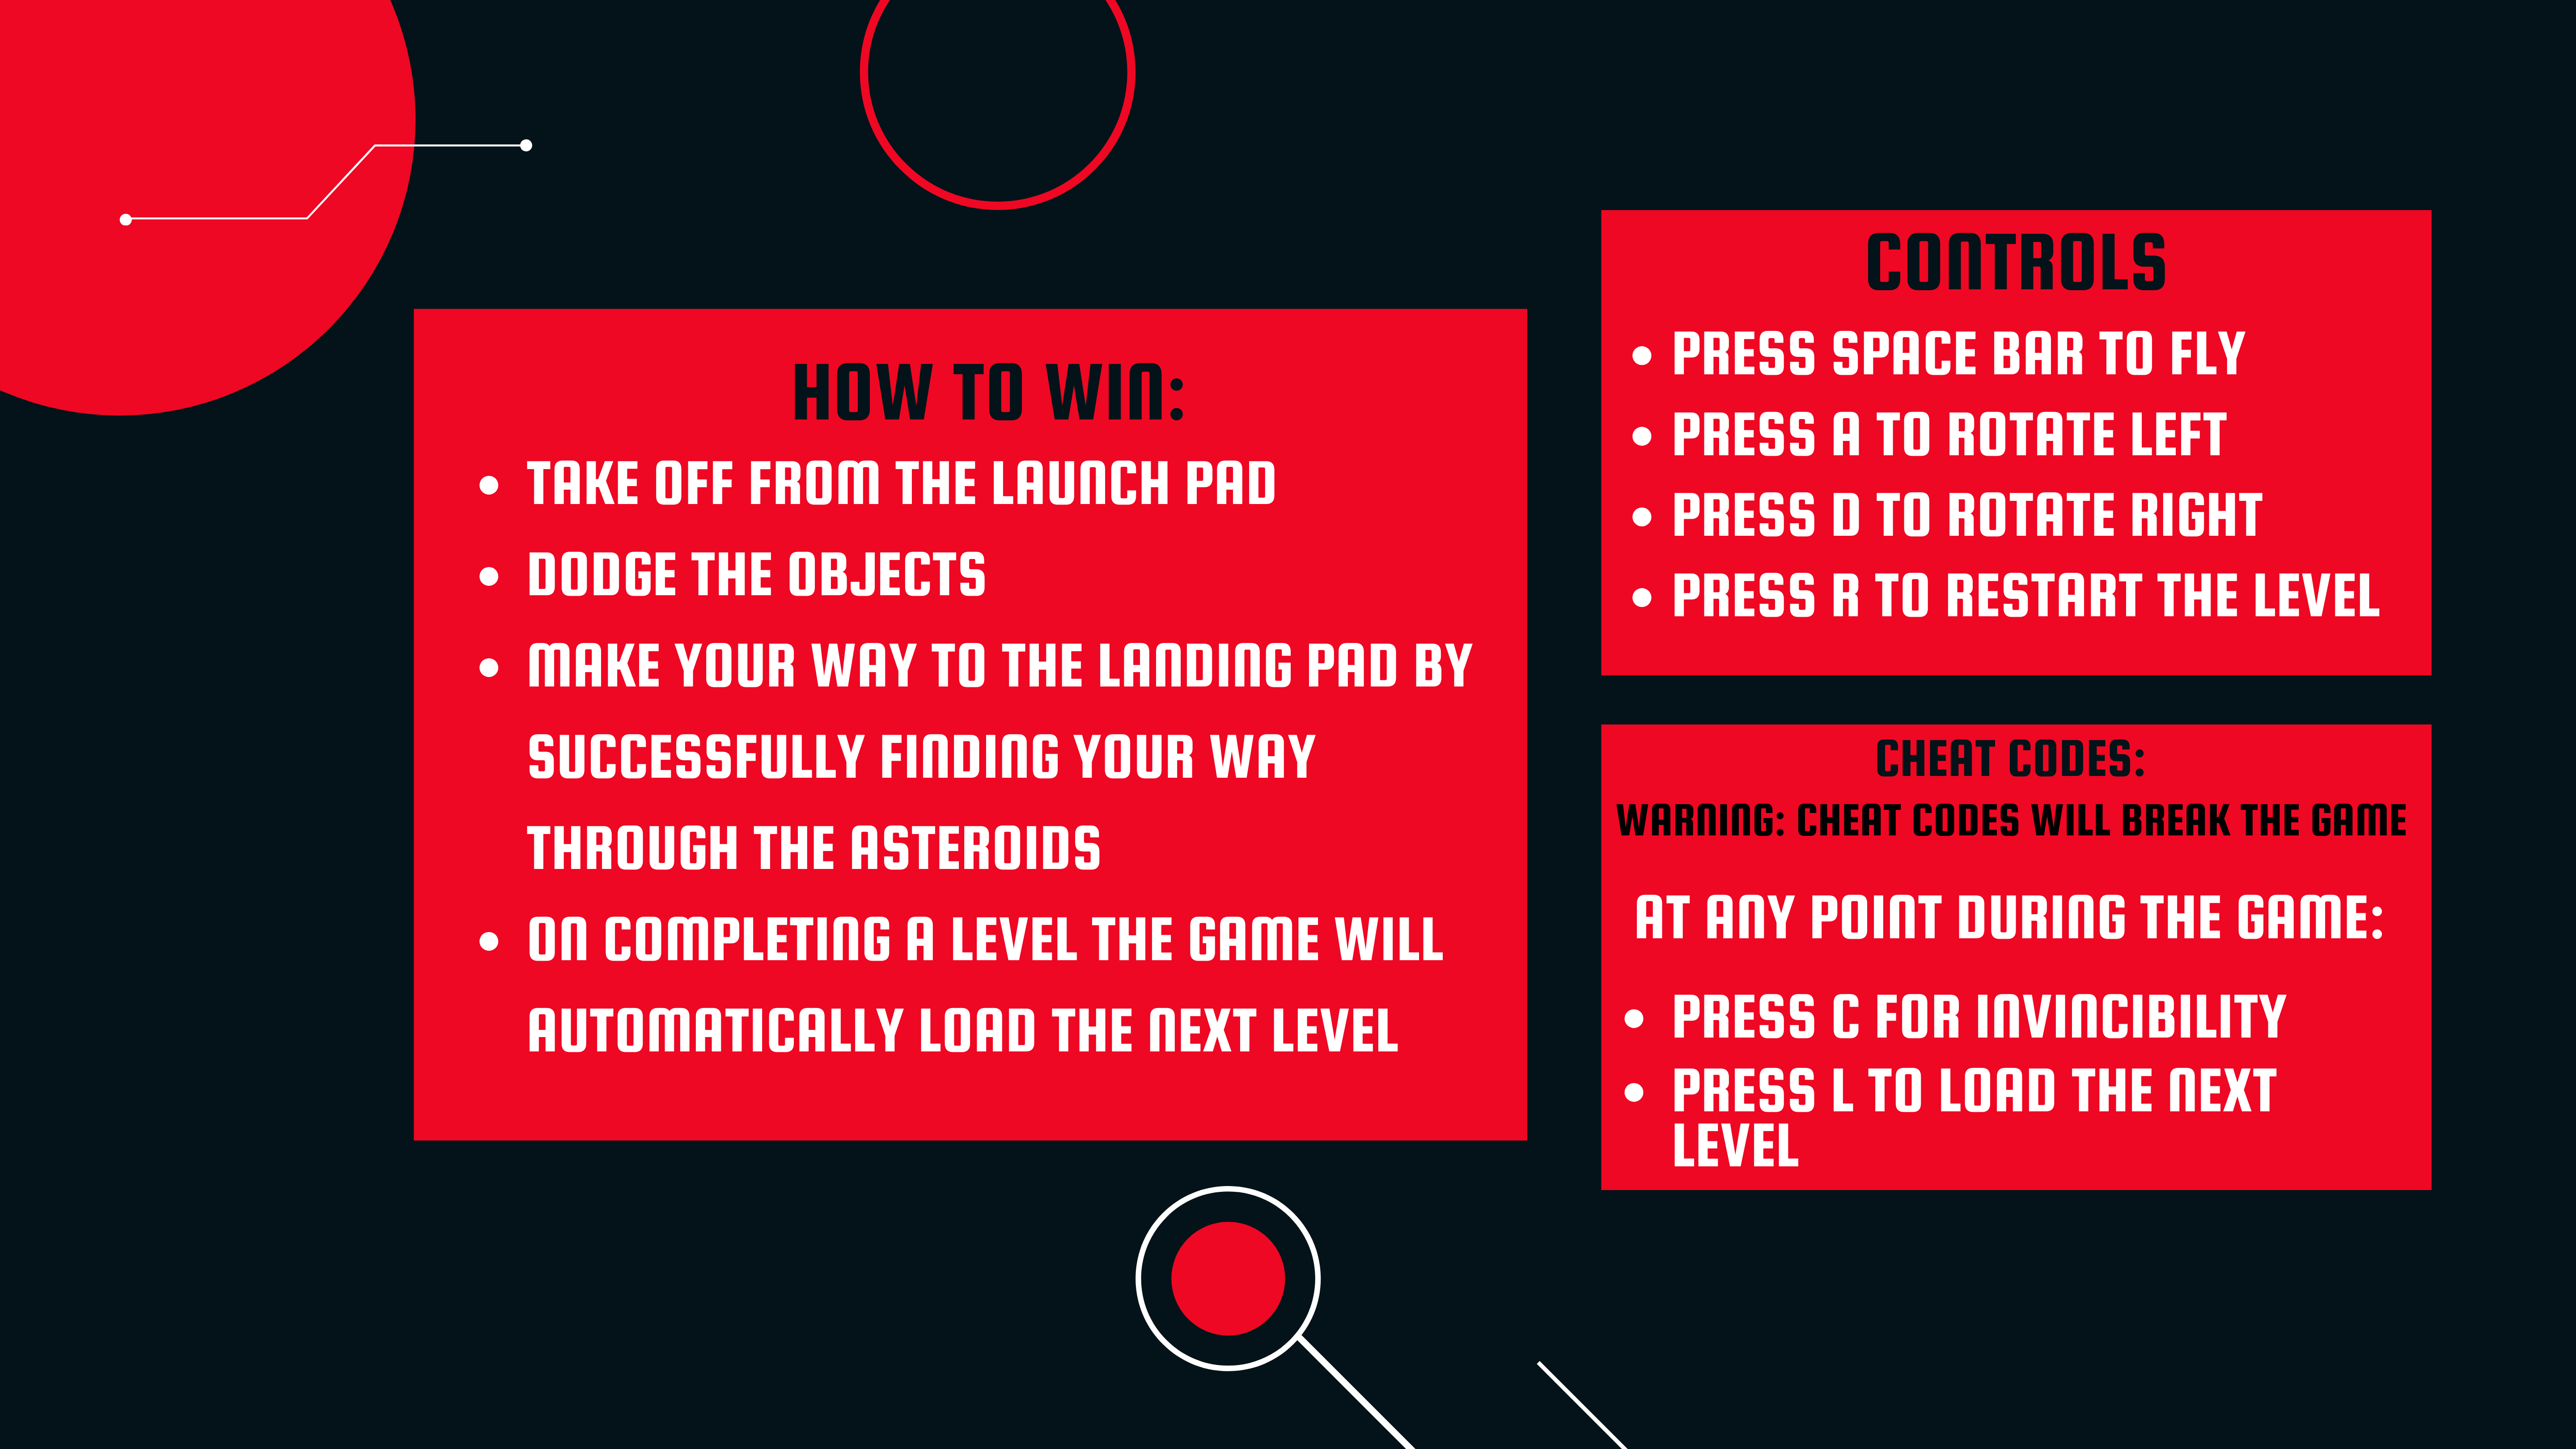 HOW TO WIN:
• TAKE OFF FROM THE LAUNCH PAD
• DODGE THE OBJECTS
• MAKE YOUR WAY TO THE LANDING PAD BY
SUCCESSFULLY FINDING YOUR WAY
THROUGH THE ASTEROIDS
• ON COMPLETING A LEVEL THE GAME WILL
AUTOMATICALLY LOAD THE NEXT LEVEL
CONTROLS
• PRESS SPACE BAR TO FLY
• PRESS A TO ROTATE LEFT
• PRESS D TO ROTATE RIGHT
• PRESS R TO RESTART THE LEVEL
CHEAT CODES:
WARNING: CHEAT CODES WILL BREAK THE GAME
AT ANY POINT DURING THE GAME:
• PRESS C FOR INVINCIBILITY
• PRESS L TO LOAD THE NEXT
LEVEL